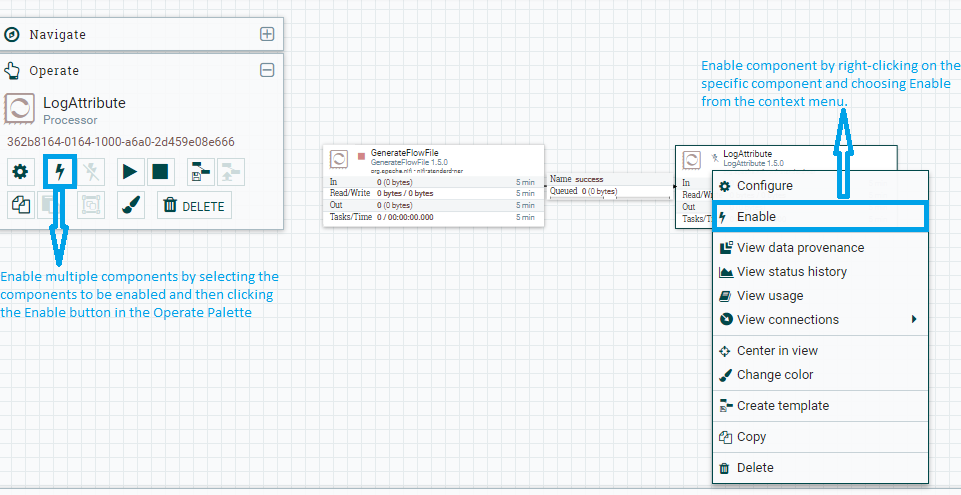 Navigate
Operate
LogAttribute
Processor
362b8164-0164-1000-a6a0-2d459e08e666
DELETE
Enable multiple components by selecting the
components to be enabled and then clicking
the Enable button in the Operate Palette
GenerateFlowFile
GenerateFlowFile 1.5.0
org.apache.nifi - nifi-standard-nar
In 0 (0 bytes) 5 min
Read/Write 0 bytes / 0 bytes 5 min
Out 0 (0 bytes) 5 min
Tasks/Time 0 / 00:00:00.000 5 min
Name success
Queued 0 (0 bytes)
Enable component by right-clicking on the
specific component and choosing Enable
from the context menu.
LogAttribute
LogAttribute 1.5.0
In
Out
Configure
Enable
View data provenance
View status history
View usage
View connections
Center in view
Change color
Create template
Copy
Delete